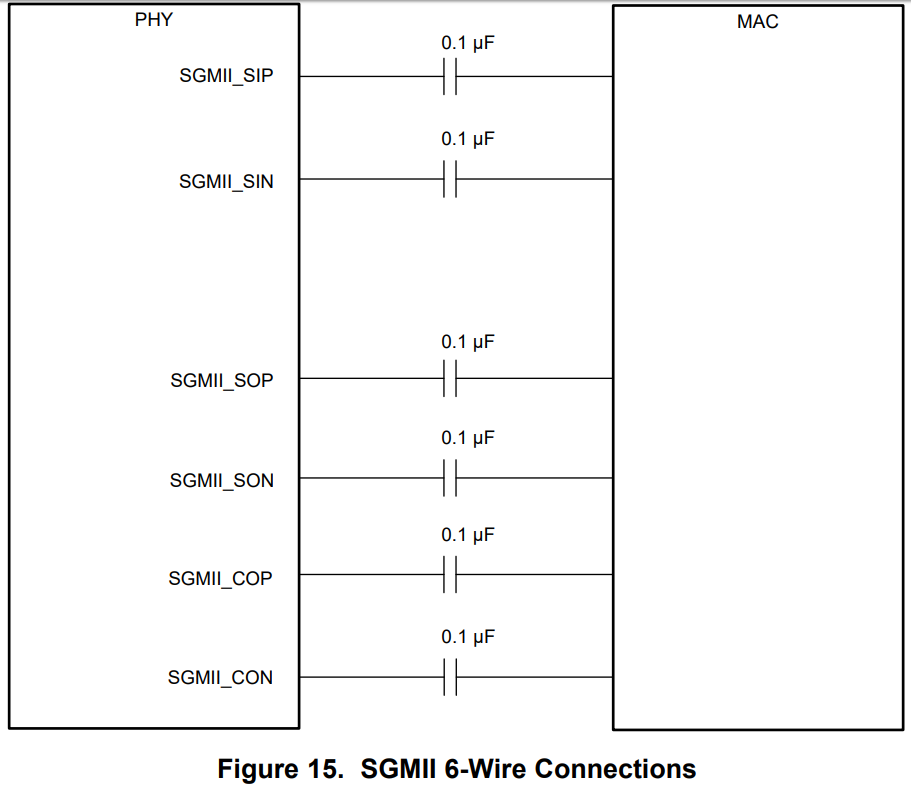 PHY
MAC
0.1 µF
SGMII_SIP
0.1 µF
SGMII_SIN
0.1 µF
SGMII_SOP
0.1 µF
SGMII_SON
0.1 µF
SGMII_COP
0.1 µF
SGMII_CON
Figure 15. SGMII 6-Wire Connections